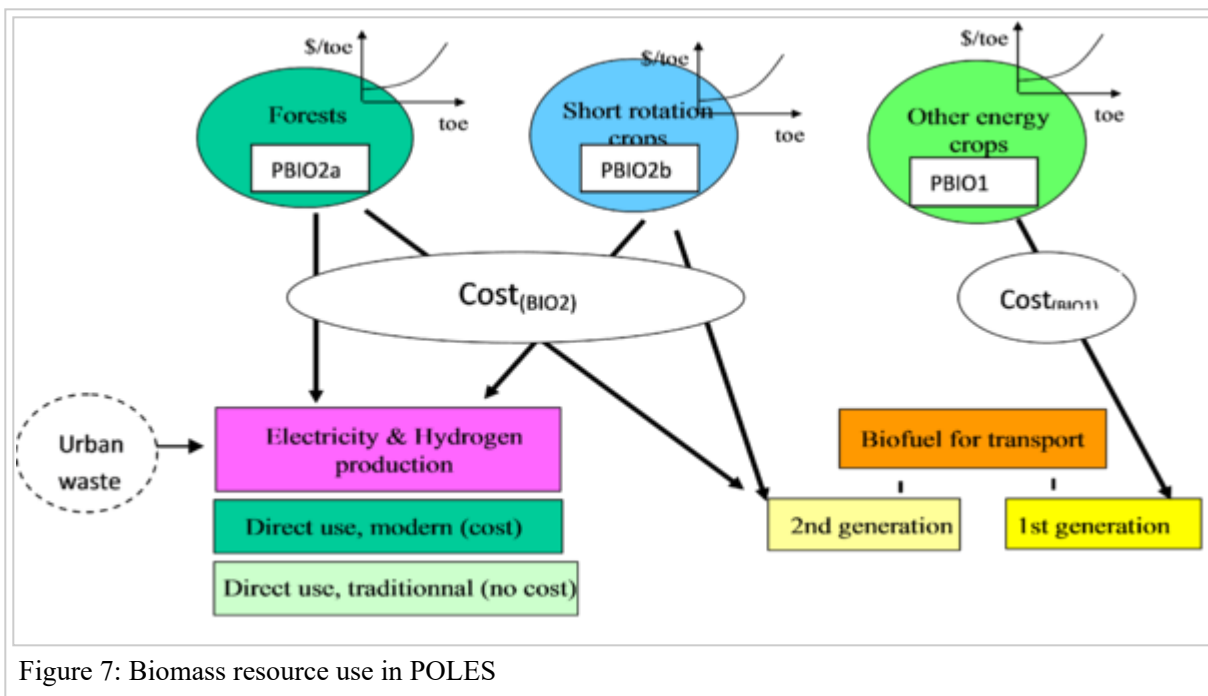 $/toe
Forests
toe
PBIO2a
$/toe
Short rotation
crops
toe
PBIO2b
$/toe
Other energy
crops
toe
PBIO1
Cost(BIO2)
Cost(BIO1)
Urban
waste
Electricity & Hydrogen
production
Biofuel for transport
Direct use, modern (cost)
2nd generation
1st generation
Direct use, traditionnal (no cost)
Figure 7: Biomass resource use in POLES